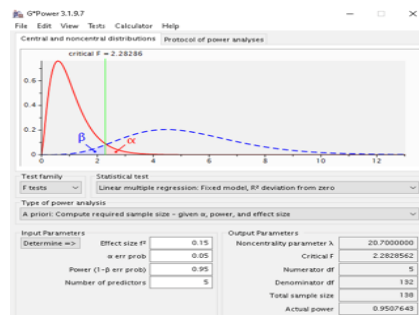 G*Power 3.1.9.7
File Edit View Tests Calculator Help
Central and noncentral distributions Protocol of power analyses
critical F = 2.28286
0.6
0.4
0.2
0
β α
0 2 4 6 8 10 12
Test family Statistical test
F tests Linear multiple regression: Fixed model, R² deviation from zero
Type of power analysis
A priori: Compute required sample size - given α, power, and effect size
Input Parameters Output Parameters
Determine => Effect size f² 0.15 Noncentrality parameter λ 20.7000000
α err prob 0.05 Critical F 2.2828562
Power (1-β err prob) 0.95 Numerator df 5
Number of predictors 5 Denominator df 132
Total sample size 138
Actual power 0.9507643